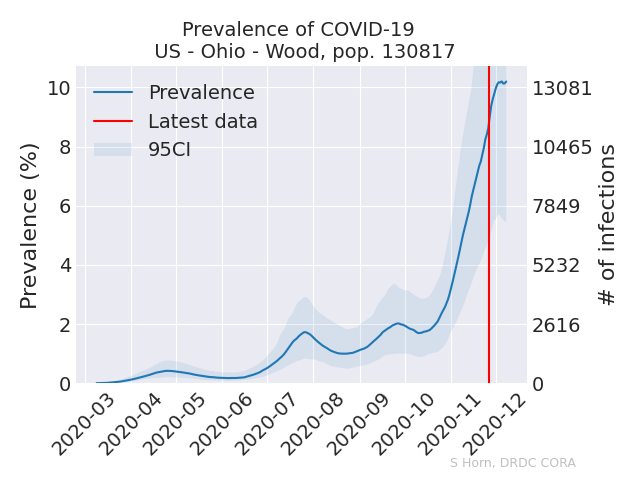 Prevalence of COVID-19
US - Ohio - Wood, pop. 130817
Prevalence
Latest data
95CI
Prevalence (%)
10
8
6
4
2
0
13081
10465
7849
5232
2616
0
# of infections
2020-03
2020-04
2020-05
2020-06
2020-07
2020-08
2020-09
2020-10
2020-11
2020-12
S Horn, DRDC CORA